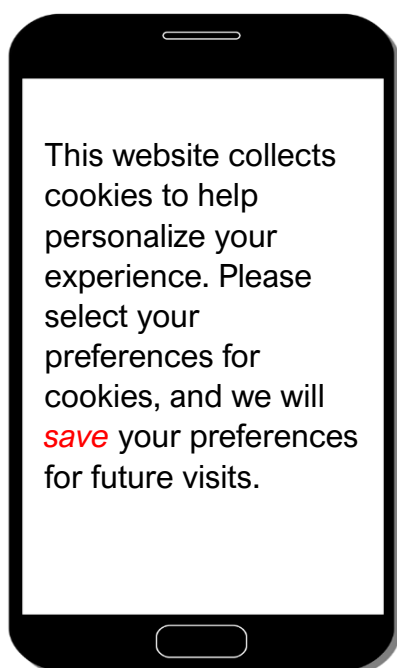 This website collects
cookies to help
personalize your
experience. Please
select your
preferences for
cookies, and we will
save your preferences
for future visits.